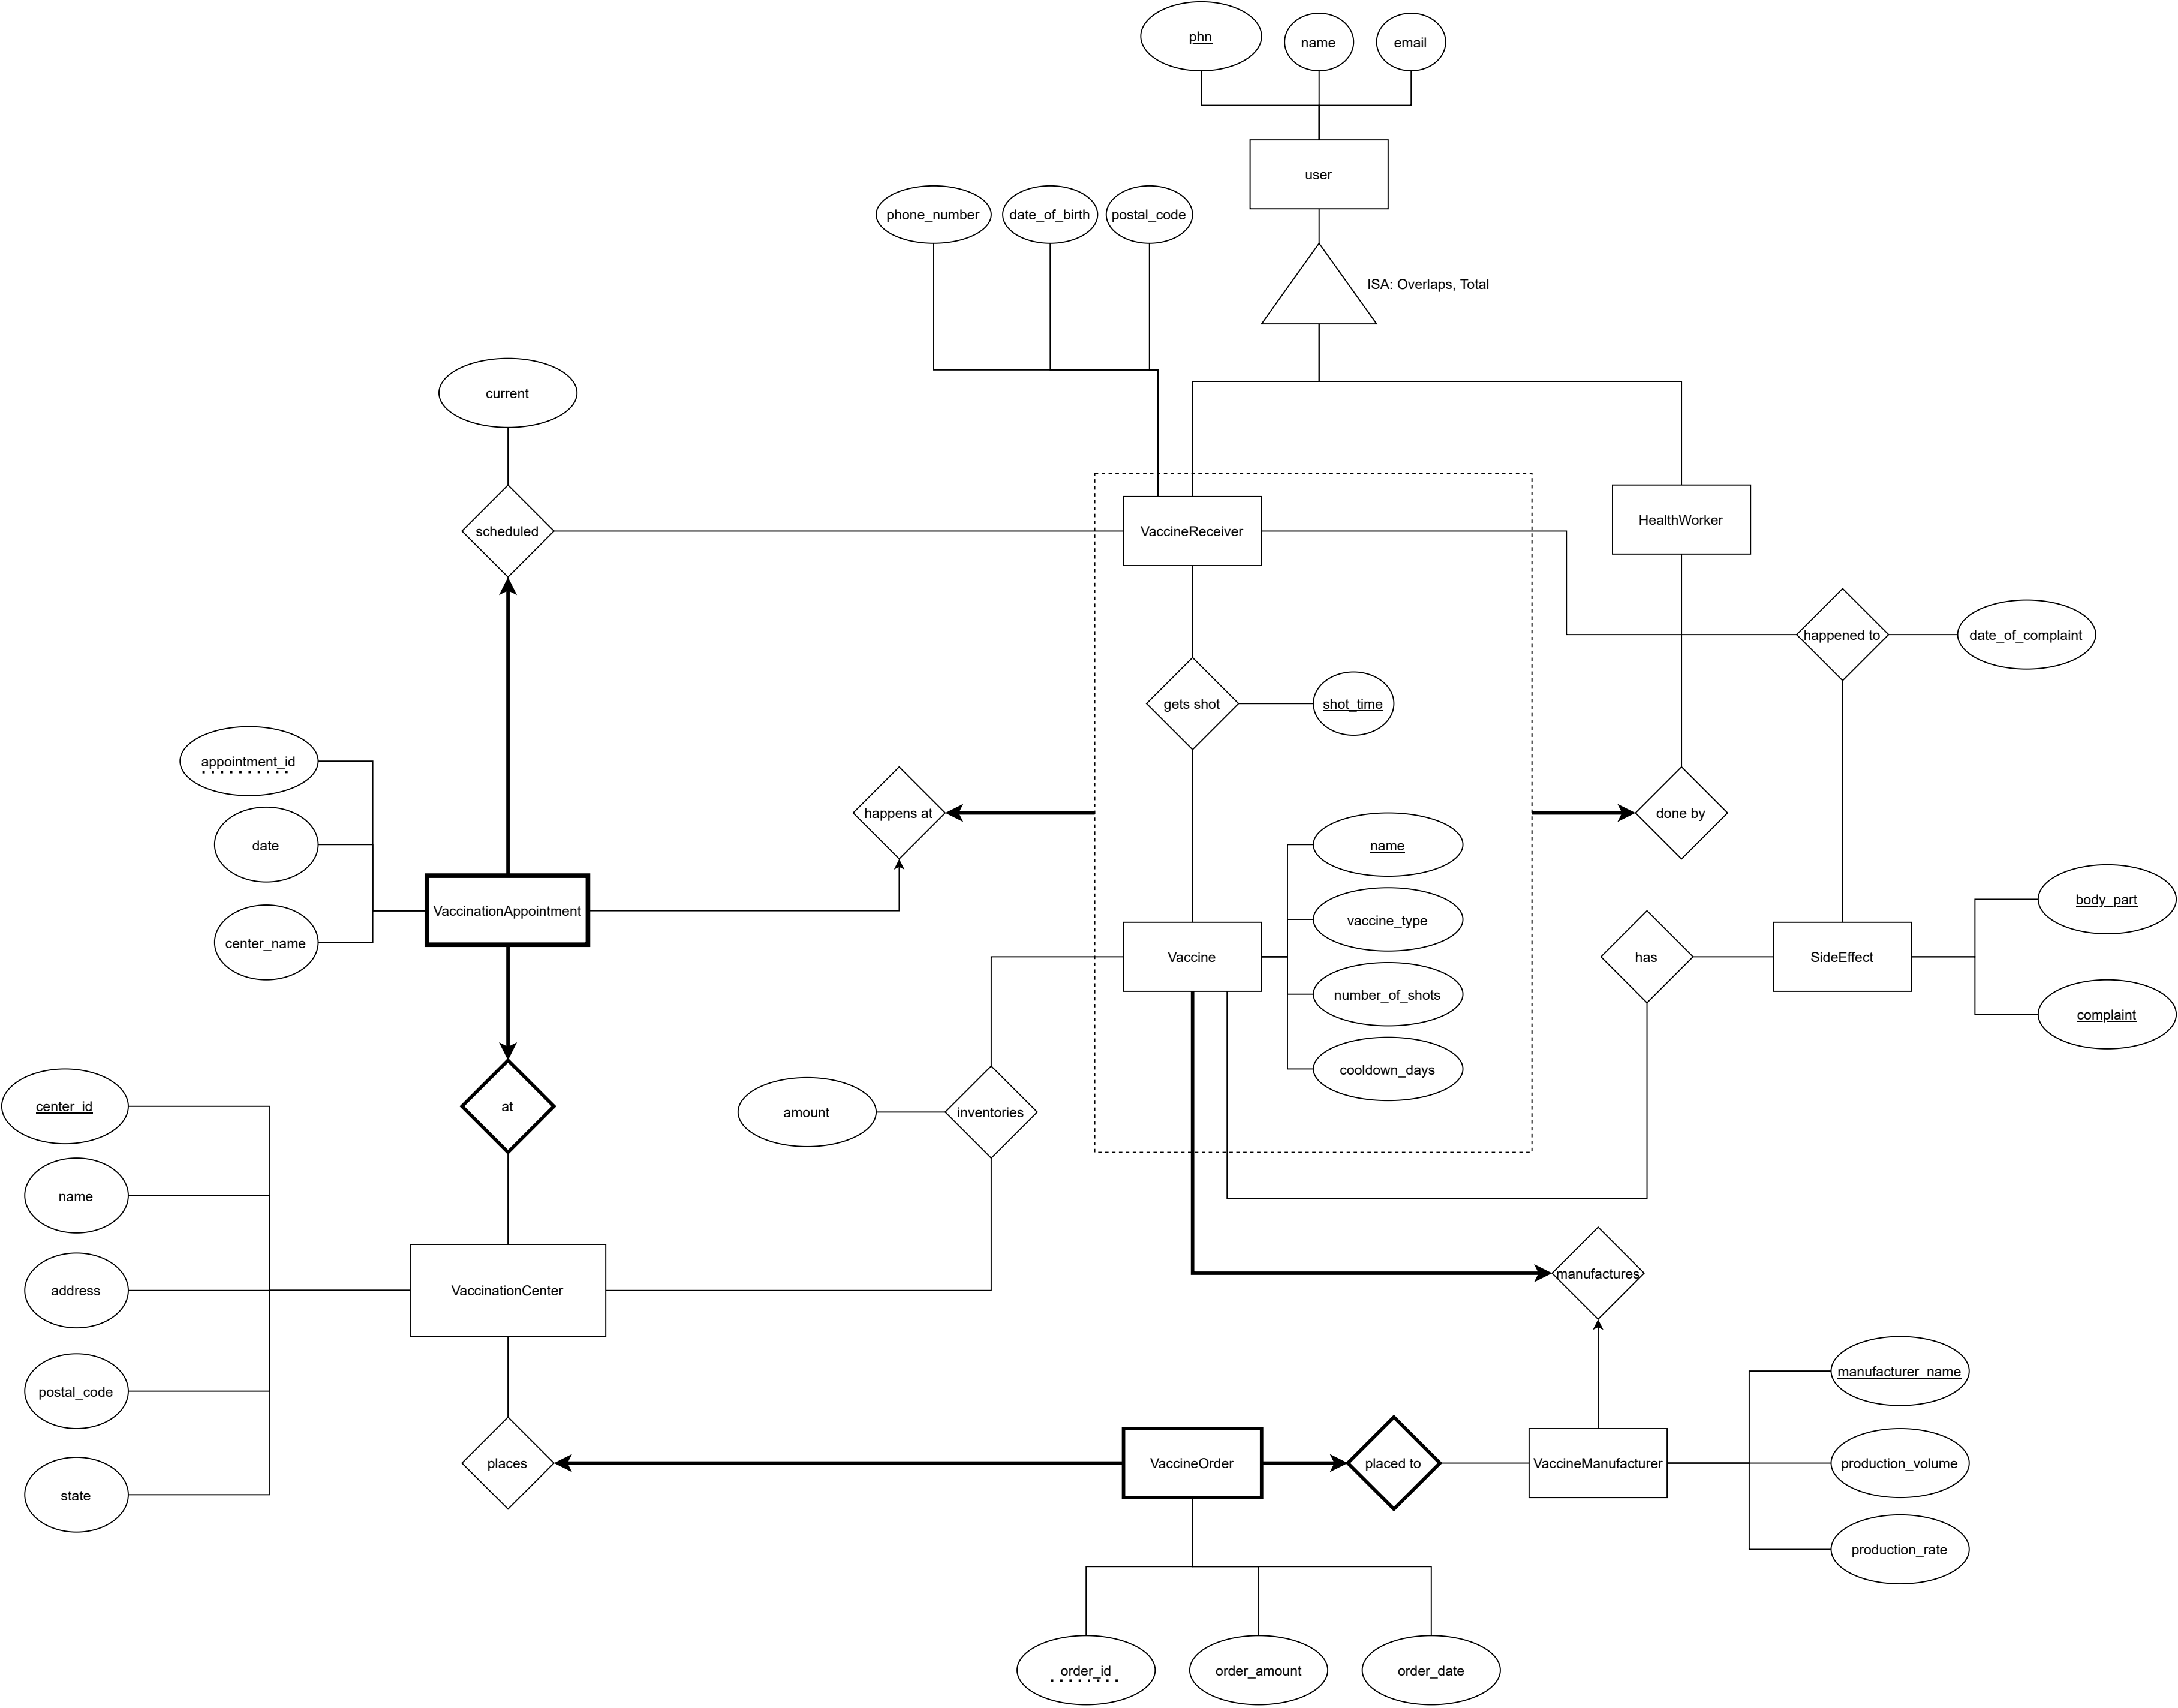 phn
name
email
user
phone_number
date_of_birth
postal_code
ISA: Overlaps, Total
current
scheduled
VaccineReceiver
HealthWorker
happened to
date_of_complaint
gets shot
shot_time
appointment_id
date
center_name
VaccinationAppointment
happens at
done by
name
vaccine_type
number_of_shots
cooldown_days
Vaccine
has
SideEffect
body_part
complaint
center_id
name
address
postal_code
state
at
amount
inventories
VaccinationCenter
manufactures
places
VaccineOrder
placed to
VaccineManufacturer
manufacturer_name
production_volume
production_rate
order_id
order_amount
order_date